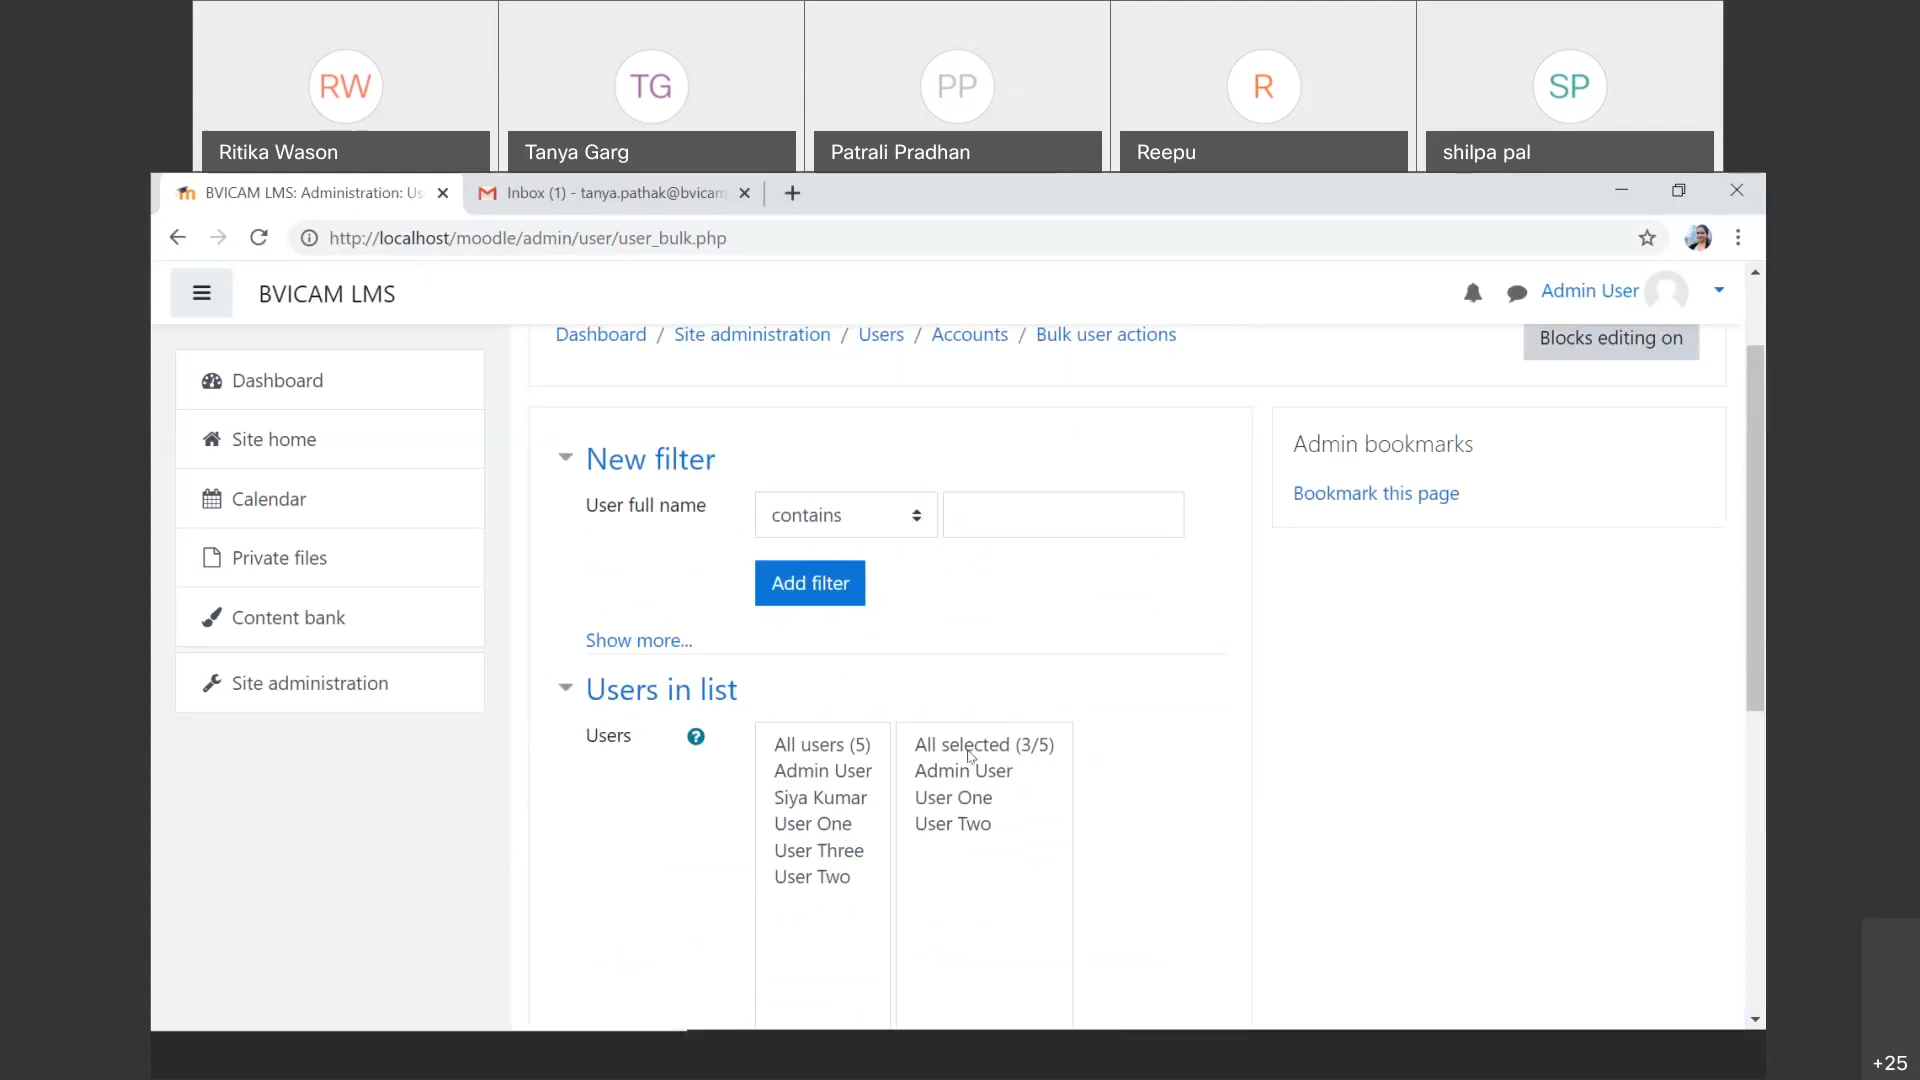 RW
TG
PP
R
SP
Ritika Wason
Tanya Garg
Patrali Pradhan
Reepu
shilpa pal
BVICAM LMS: Administration: Us
Inbox (1) - tanya.pathak@bvicam
http://localhost/moodle/admin/user/user_bulk.php
BVICAM LMS
Admin User
Dashboard / Site administration / Users / Accounts / Bulk user actions
Blocks editing on
Dashboard
Site home
Calendar
Private files
Content bank
Site administration
New filter
User full name
contains
Add filter
Show more...
Users in list
Users
All users (5)
Admin User
Siya Kumar
User One
User Three
User Two
All selected (3/5)
Admin User
User One
User Two
Admin bookmarks
Bookmark this page
+25